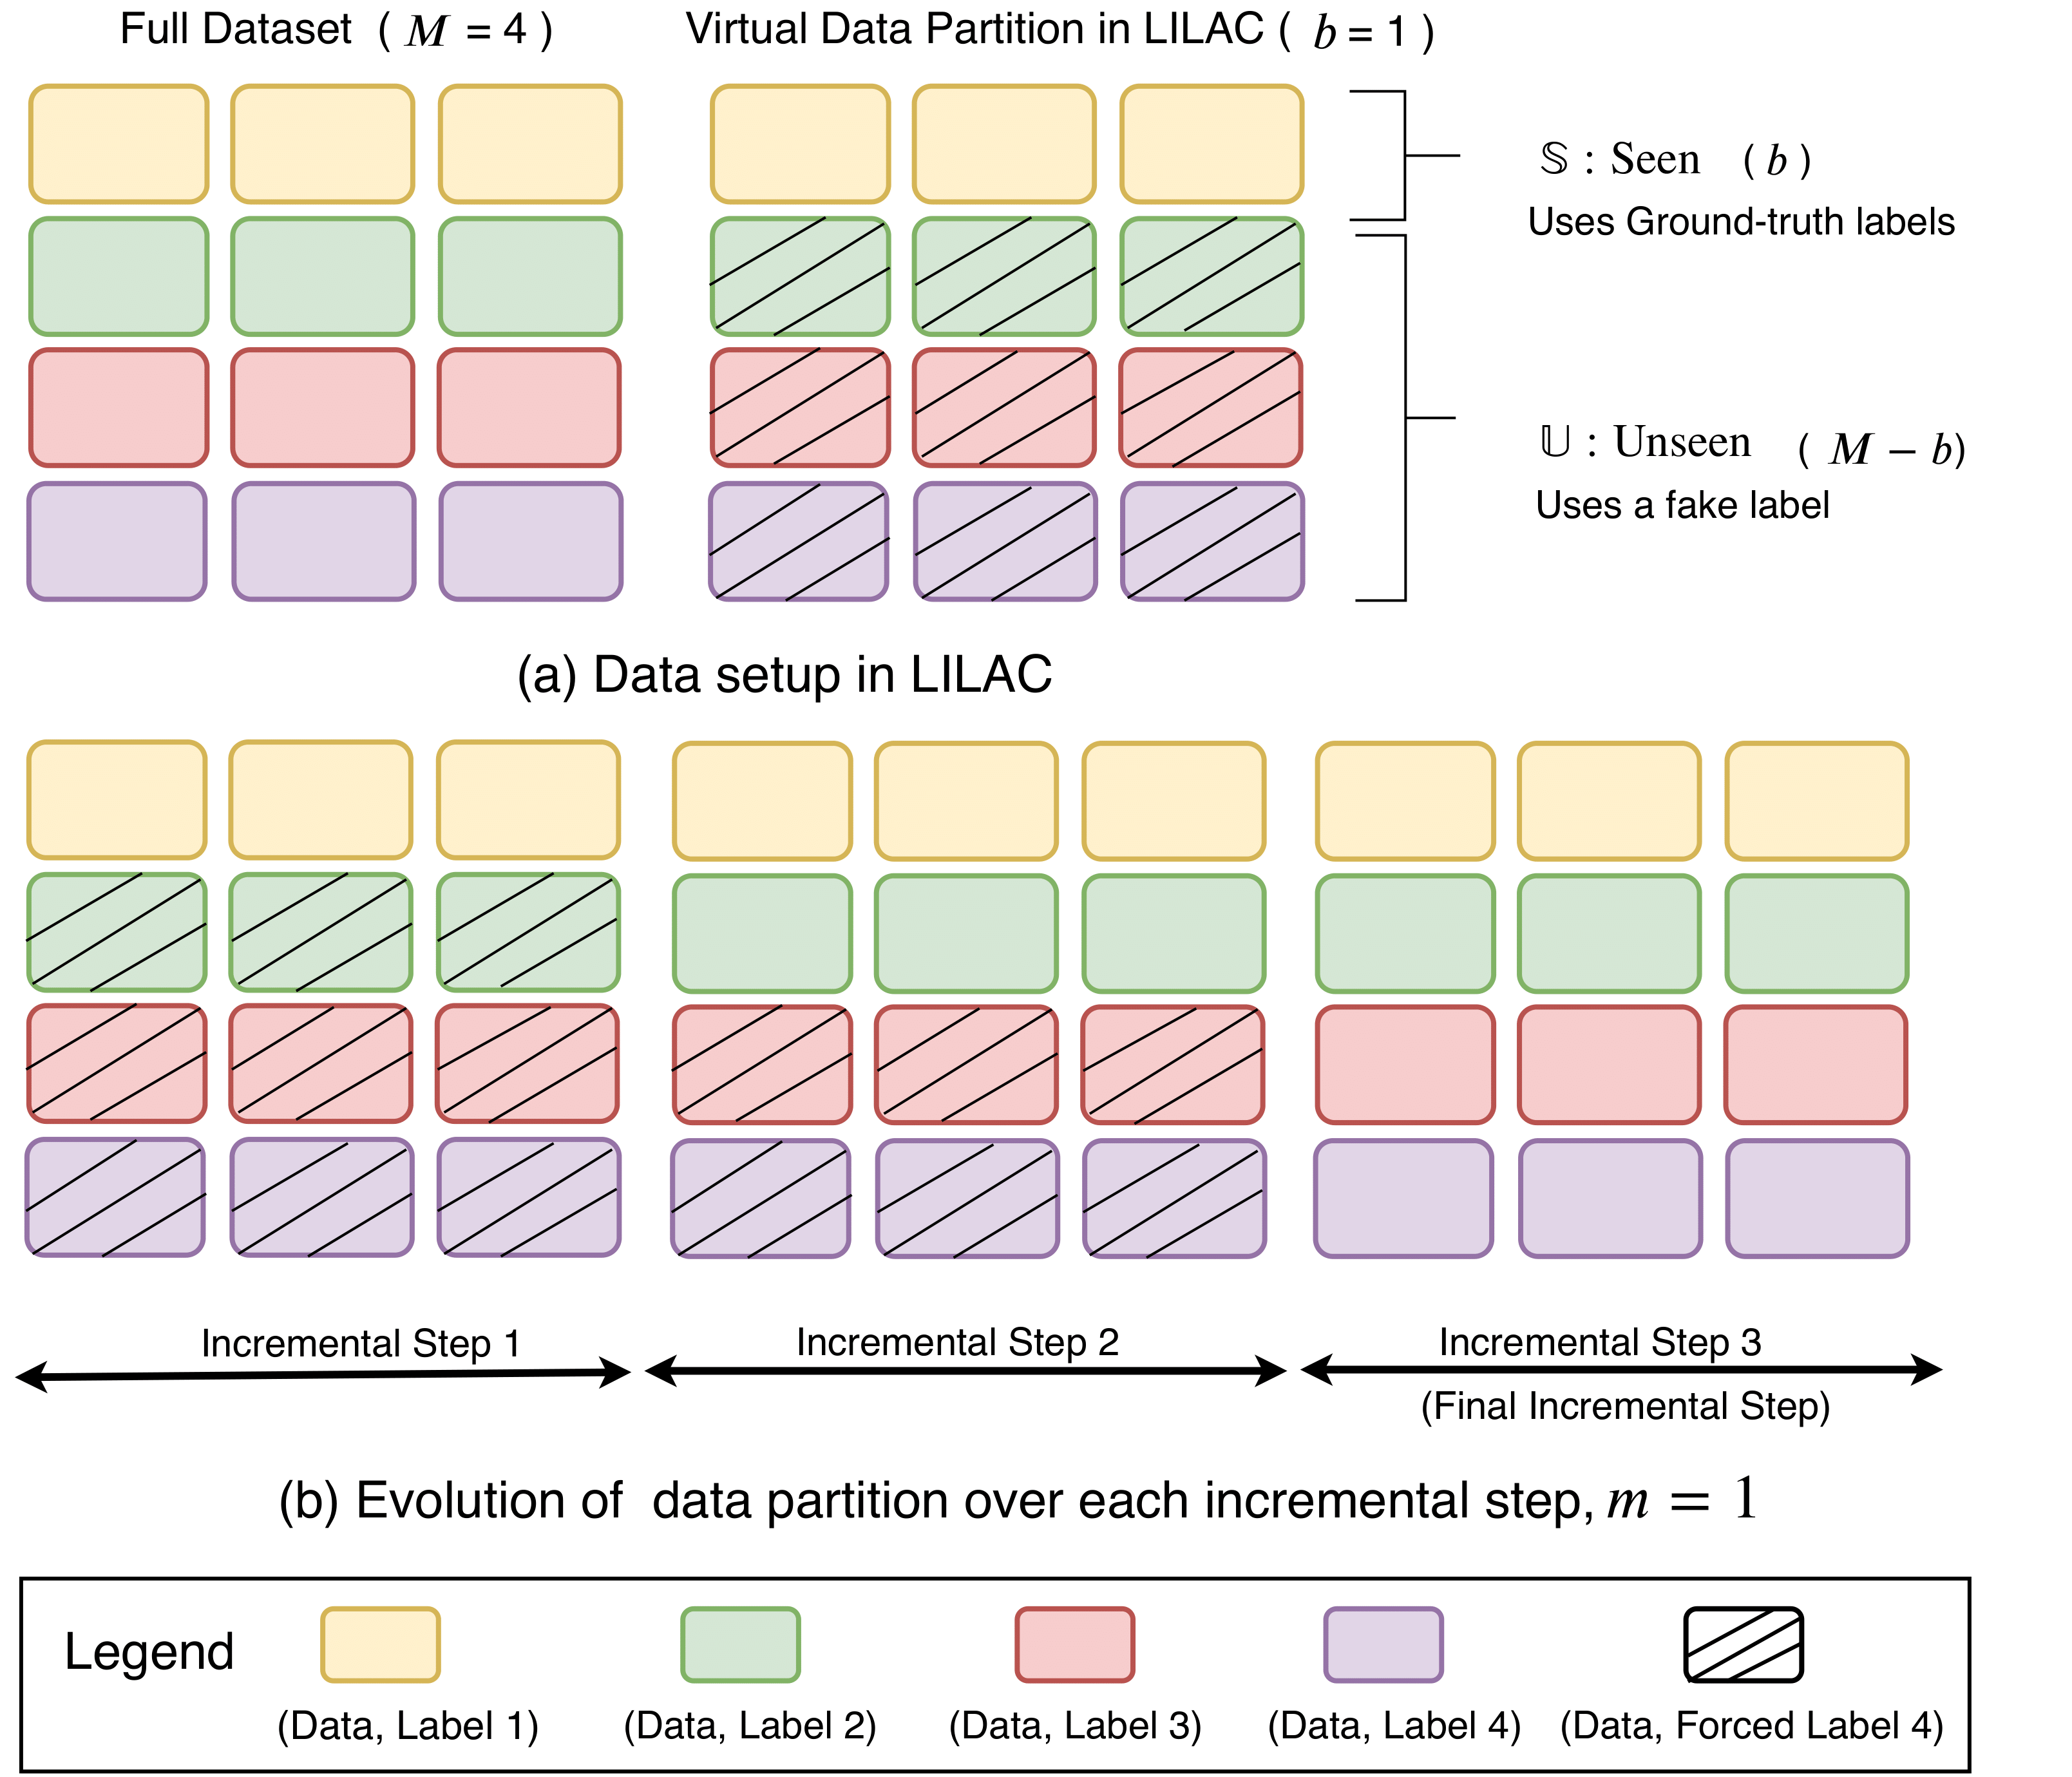 Full Dataset ( M = 4 )
Virtual Data Partition in LILAC ( b = 1 )
𝕊 : Seen ( b )
Uses Ground-truth labels
𝕌 : Unseen ( M − b )
Uses a fake label
(a) Data setup in LILAC
Incremental Step 1
Incremental Step 2
Incremental Step 3
(Final Incremental Step)
(b) Evolution of data partition over each incremental step, m = 1
Legend
(Data, Label 1)
(Data, Label 2)
(Data, Label 3)
(Data, Label 4)
(Data, Forced Label 4)